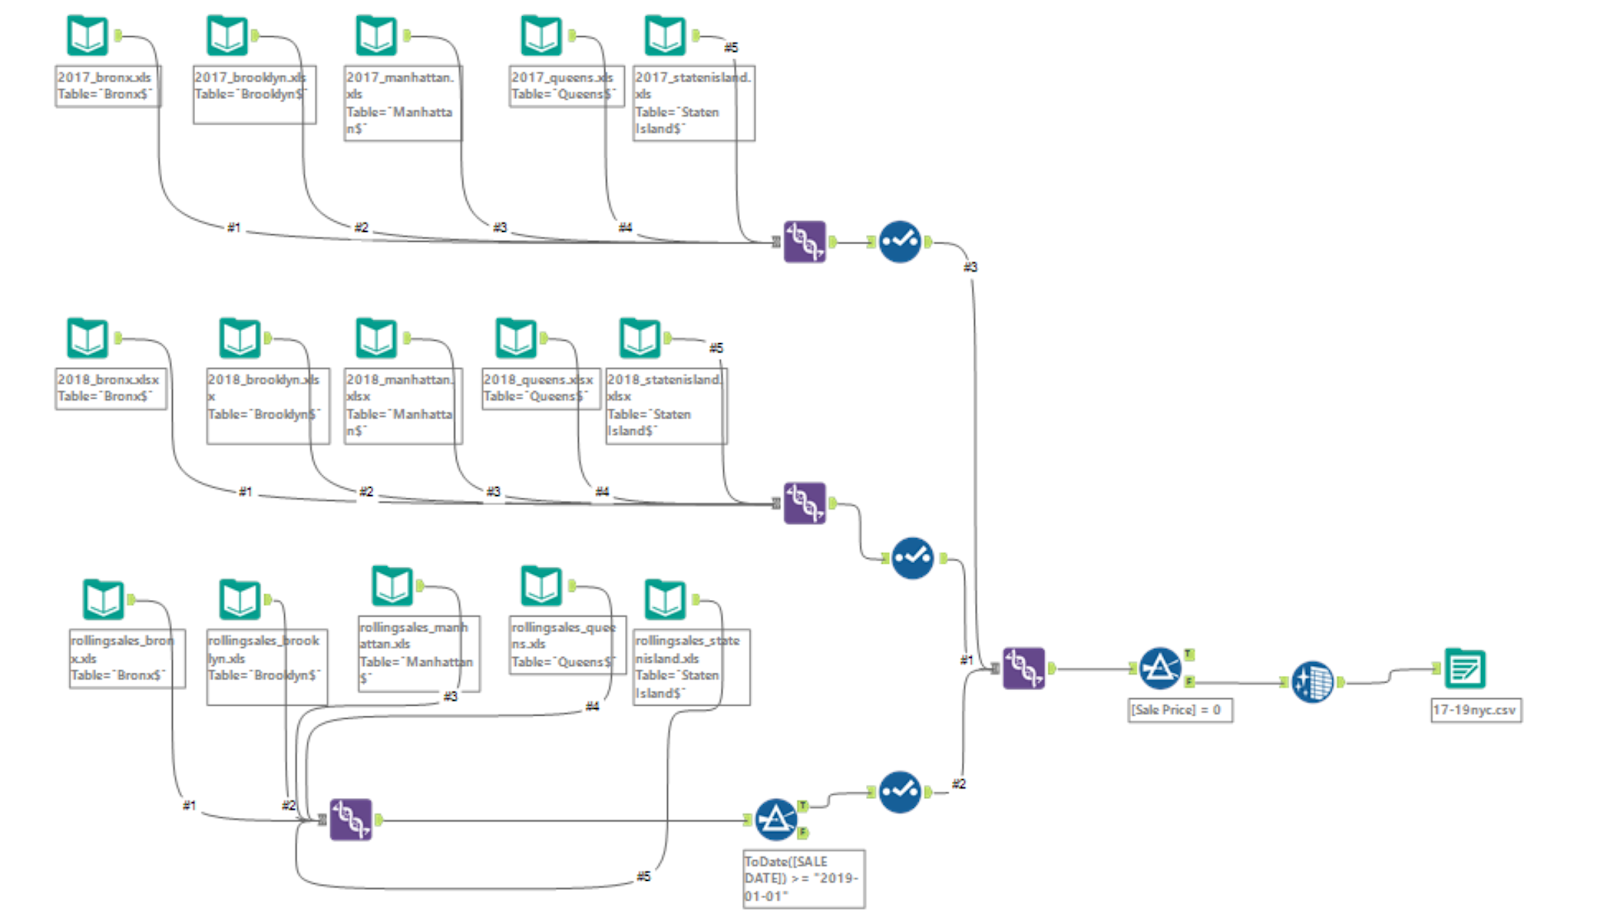 #5
2017_bronx.xls
Table=`Bronx$`
2017_brooklyn.xls
Table=`Brooklyn$`
2017_manhattan.
xls
Table=`Manhatta
n$`
2017_queens.xls
Table=`Queens$`
2017_statenisland.
xls
Table=`Staten
Island$`
#1
#2
#3
#4
#3
#5
2018_bronx.xlsx
Table=`Bronx$`
2018_brooklyn.xls
x
Table=`Brooklyn$`
2018_manhattan.
xlsx
Table=`Manhatta
n$`
2018_queens.xlsx
Table=`Queens$`
2018_statenisland.
xlsx
Table=`Staten
Island$`
#1
#2
#3
#4
rollingsales_bron
x.xls
Table=`Bronx$`
rollingsales_brook
lyn.xls
Table=`Brooklyn$`
rollingsales_manh
attan.xls
Table=`Manhattan
$`
rollingsales_quee
ns.xls
Table=`Queens$`
rollingsales_state
nisland.xls
Table=`Staten
Island$`
#3
#4
#1
T
F
[Sale Price] = 0
17-19nyc.csv
#1
#2
#2
T
F
#5
ToDate([SALE
DATE]) >= "2019-
01-01"